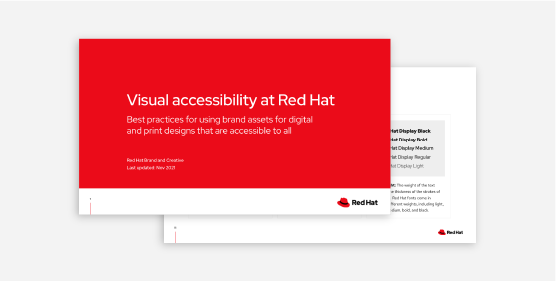 Visual accessibility at Red Hat
Best practices for using brand assets for digital
and print designs that are accessible to all
Red Hat Brand and Creative
Last updated: Nov 2021
Red Hat
Hat Display Black
Hat Display Bold
Hat Display Medium
Hat Display Regular
Hat Display Light
The weight of the text
thickness of the strokes of
Red Hat fonts come in
weights, including light,
bold, and black.
Red Hat